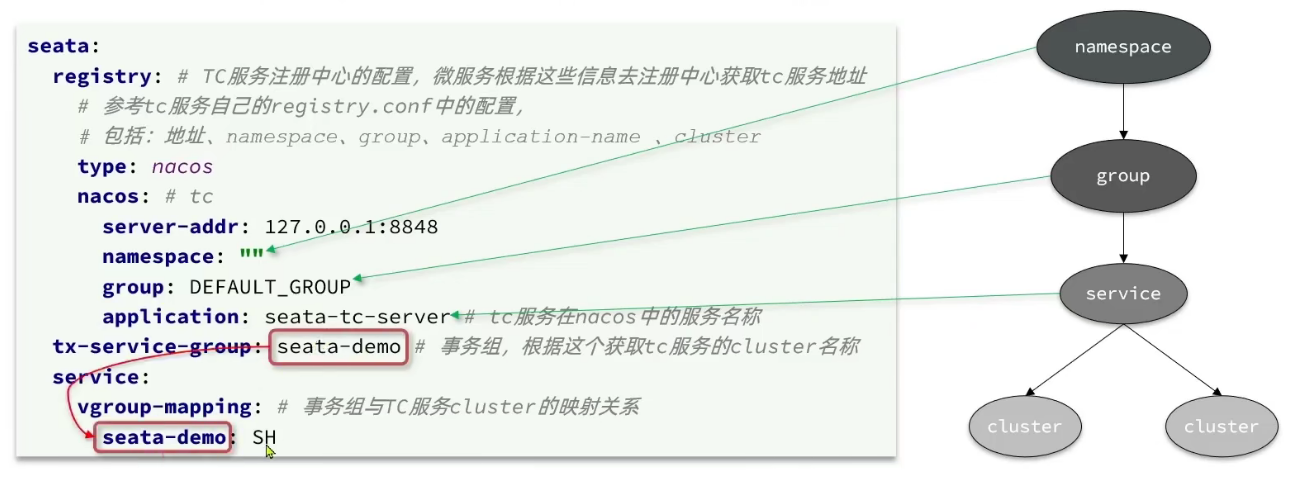 seata:
registry: # TC服务注册中心的配置，微服务根据这些信息去注册中心获取tc服务地址
# 参考tc服务自己的registry.conf中的配置，
# 包括：地址、namespace、group、application-name 、cluster
type: nacos
nacos: # tc
server-addr: 127.0.0.1:8848
namespace: ""
group: DEFAULT_GROUP
application: seata-tc-server # tc服务在nacos中的服务名称
tx-service-group: seata-demo # 事务组，根据这个获取tc服务的cluster名称
service:
vgroup-mapping: # 事务组与TC服务cluster的映射关系
seata-demo: SH
namespace
group
service
cluster
cluster